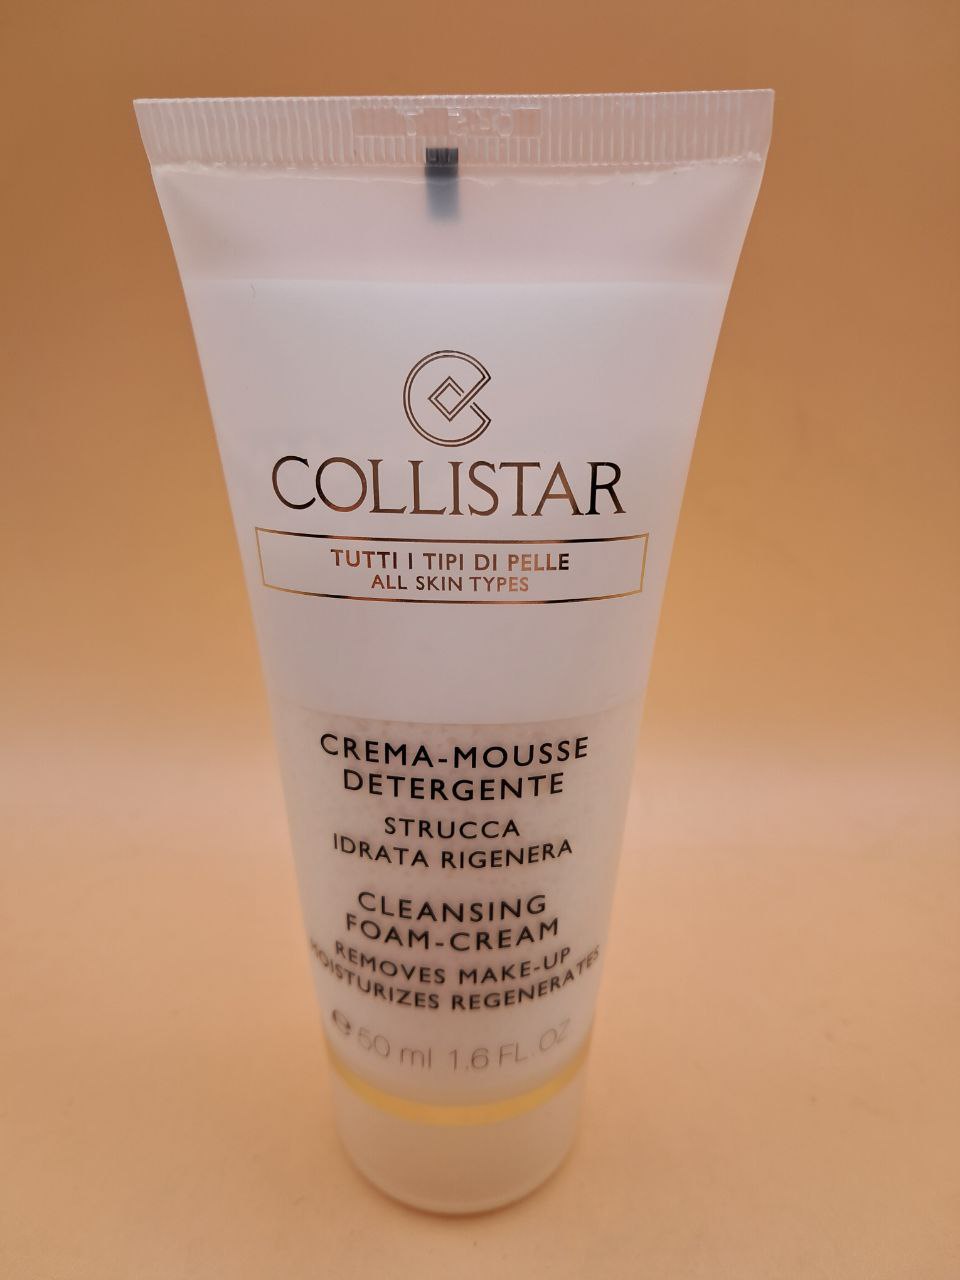 COLLISTAR
TUTTI I TIPI DI PELLE
ALL SKIN TYPES
CREMA-MOUSSE
DETERGENTE
STRUCCA
IDRATA RIGENERA
CLEANSING
FOAM-CREAM
REMOVES MAKE-UP
MOISTURIZES REGENERATES
℮ 50 ml 1.6 FL. OZ